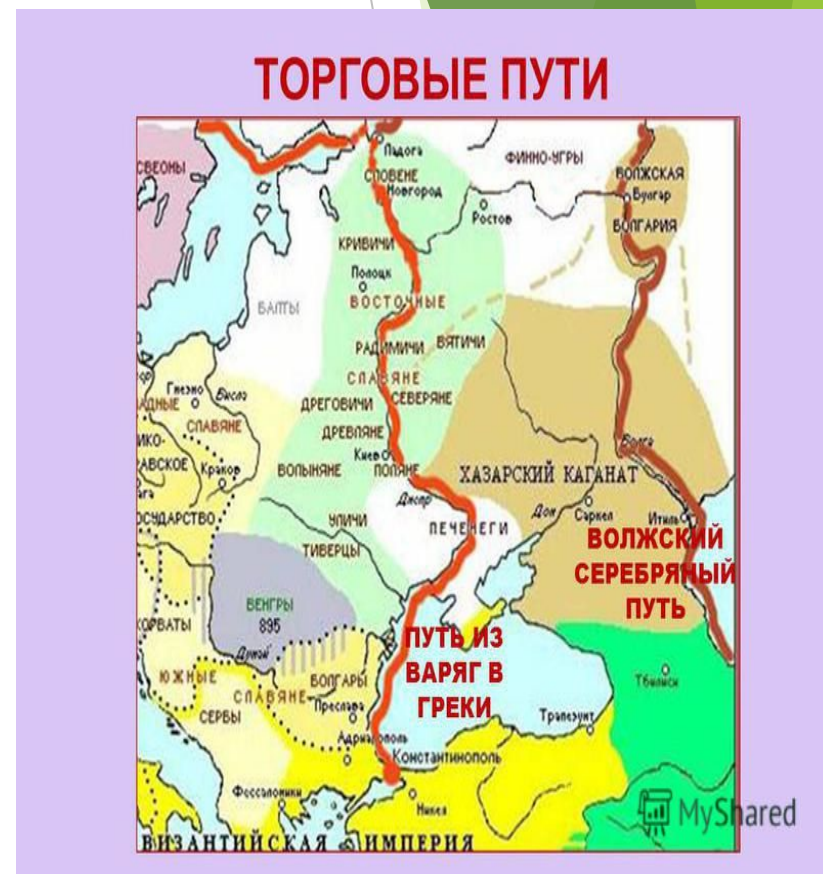 ТОРГОВЫЕ ПУТИ
СВЕОНЫ
Ладога
СЛОВЕНЕ
Новгород
ФИННО-УГРЫ
ВОЛЖСКАЯ
Булгар
БОЛГАРИЯ
Ростов
КРИВИЧИ
Полоцк
ВОСТОЧНЫЕ
БАЛТЫ
РАДИМИЧИ
ВЯТИЧИ
СЛАВЯНЕ
СЕВЕРЯНЕ
Гнезно
Висла
СЛАВЯНЕ
ДРЕГОВИЧИ
ДРЕВЛЯНЕ
Киев
ВОЛЫНЯНЕ
ПОЛЯНЕ
Краков
ГОСУДАРСТВО
Волга
ХАЗАРСКИЙ КАГАНАТ
Днепр
Дон
Саркел
Итиль
УЛИЧИ
ПЕЧЕНЕГИ
ТИВЕРЦЫ
ВОЛЖСКИЙ
СЕРЕБРЯНЫЙ
ПУТЬ
ВЕНГРЫ
895
ХОРВАТЫ
Дунай
ПУТЬ ИЗ
ВАРЯГ В
ГРЕКИ
ЮЖНЫЕ
СЛАВЯНЕ
БОЛГАРЫ
СЕРБЫ
Преслава
Тбилиси
Трапезунт
Адрианополь
Константинополь
Фессалоники
Никея
ВИЗАНТИЙСКАЯ ИМПЕРИЯ
MyShared